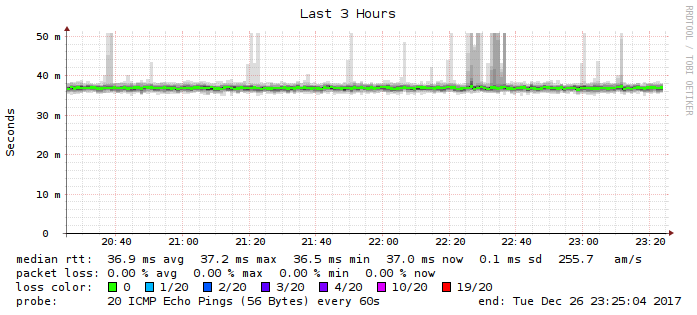 Last 3 Hours
RRDTOOL / TOBI OETIKER
Seconds
50 m
40 m
30 m
20 m
10 m
0
20:40 21:00 21:20 21:40 22:00 22:20 22:40 23:00 23:20
median rtt: 36.9 ms avg 37.2 ms max 36.5 ms min 37.0 ms now 0.1 ms sd 255.7 am/s
packet loss: 0.00 % avg 0.00 % max 0.00 % min 0.00 % now
loss color: 0 1/20 2/20 3/20 4/20 10/20 19/20
probe: 20 ICMP Echo Pings (56 Bytes) every 60s end: Tue Dec 26 23:25:04 2017